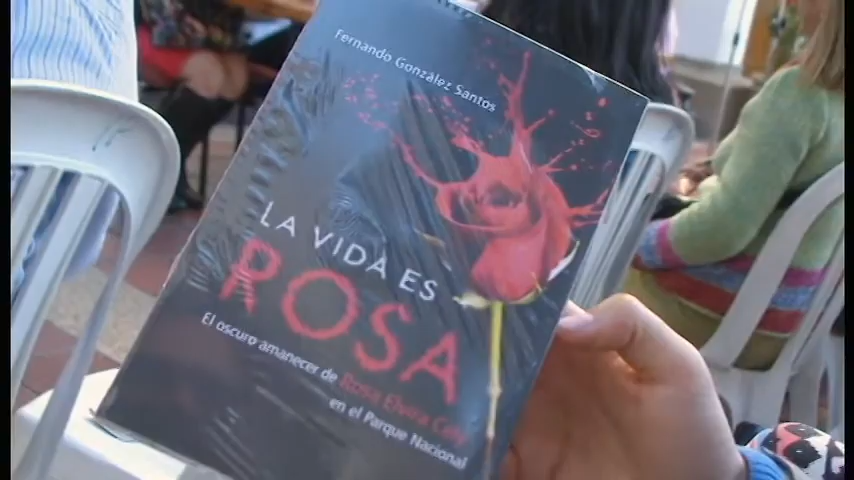 Fernando González Santos
LA VIDA ES
ROSA
El oscuro amanecer de Rosa Elvira Cely
en el Parque Nacional